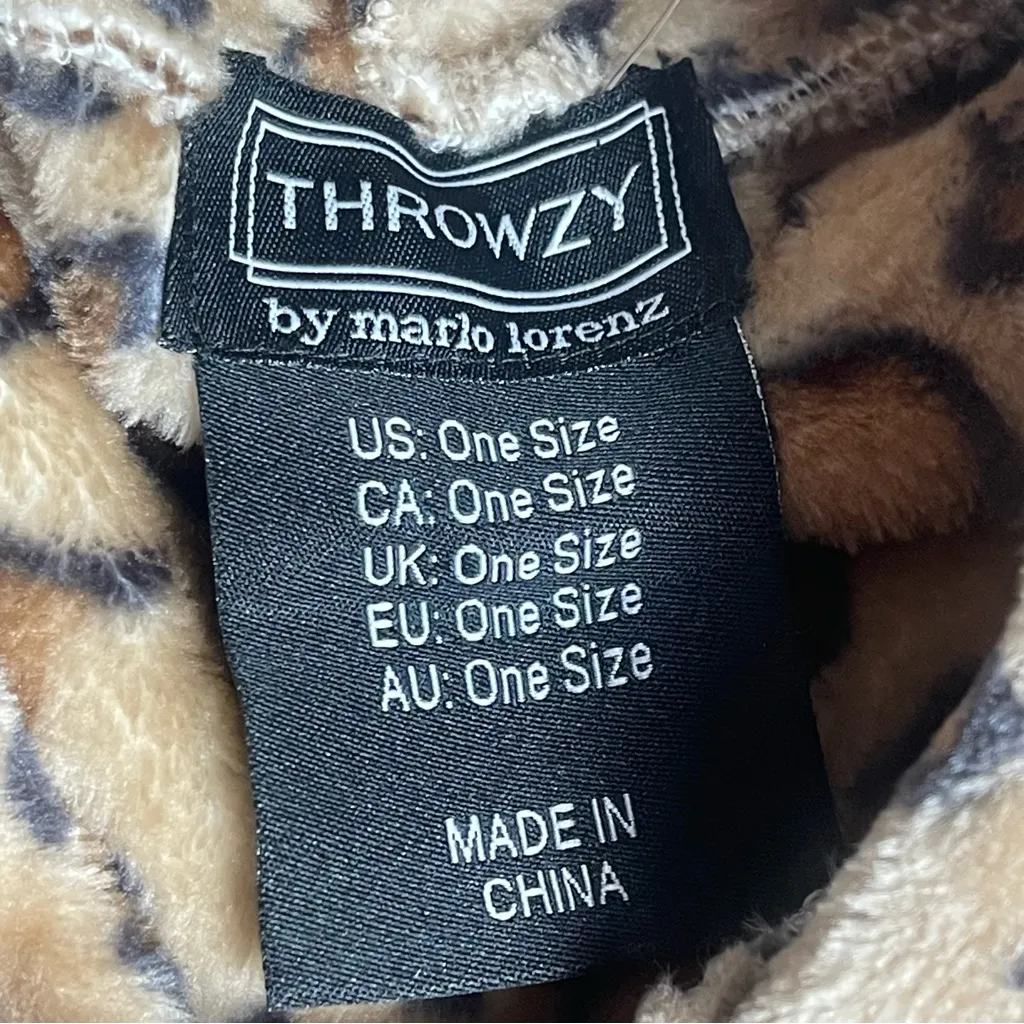 THROWZY
by marlo lorenz
US: One Size
CA: One Size
UK: One Size
EU: One Size
AU: One Size
MADE IN
CHINA